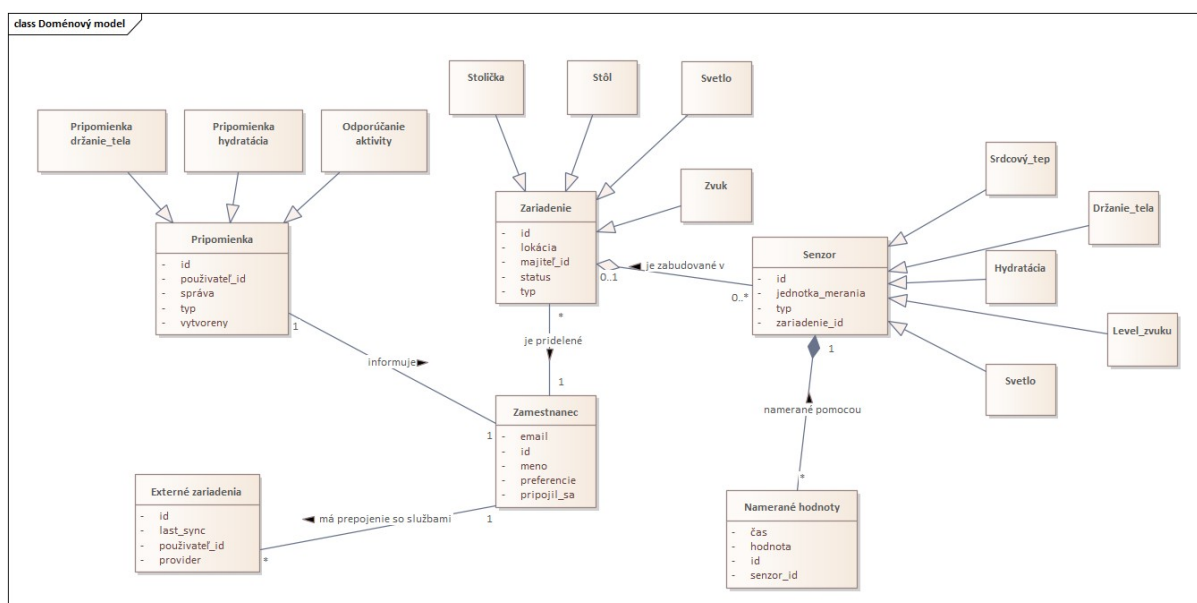 class Doménový model
Stolička
Stôl
Svetlo
Pripomienka
držanie_tela
Pripomienka
hydratácia
Odporúčanie
aktivity
Srdcový_tep
Zvuk
Držanie_tela
Zariadenie
- id
- lokácia
- majiteľ_id
- status
- typ
Pripomienka
- id
- použivateľ_id
- správa
- typ
- vytvoreny
Senzor
- id
- jednotka_merania
- typ
- zariadenie_id
Hydratácia
Level_zvuku
Svetlo
je zabudované v
0..1
0..*
*
je pridelené
1
1
informuje
1
1
namerané pomocou
*
Zamestnanec
- email
- id
- meno
- preferencie
- pripojil_sa
Externé zariadenia
- id
- last_sync
- použivateľ_id
- provider
má prepojenie so službami
1
*
Namerané hodnoty
- čas
- hodnota
- id
- senzor_id